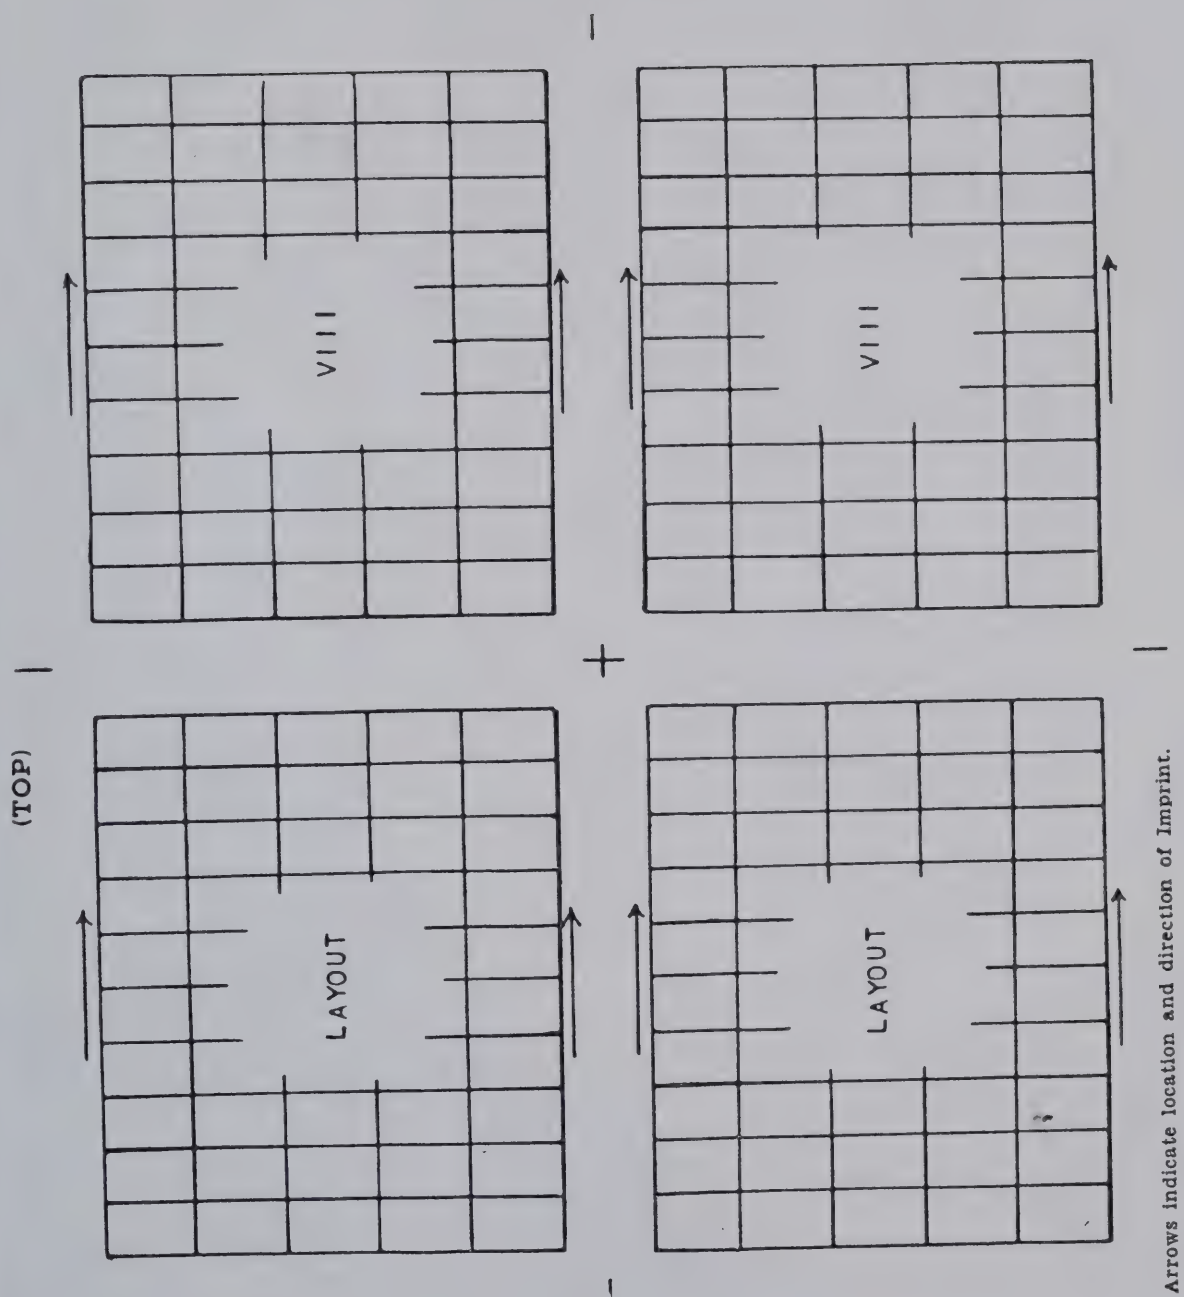 (TOP)
LAYOUT VIII
LAYOUT VIII
Arrows indicate location and direction of Imprint.